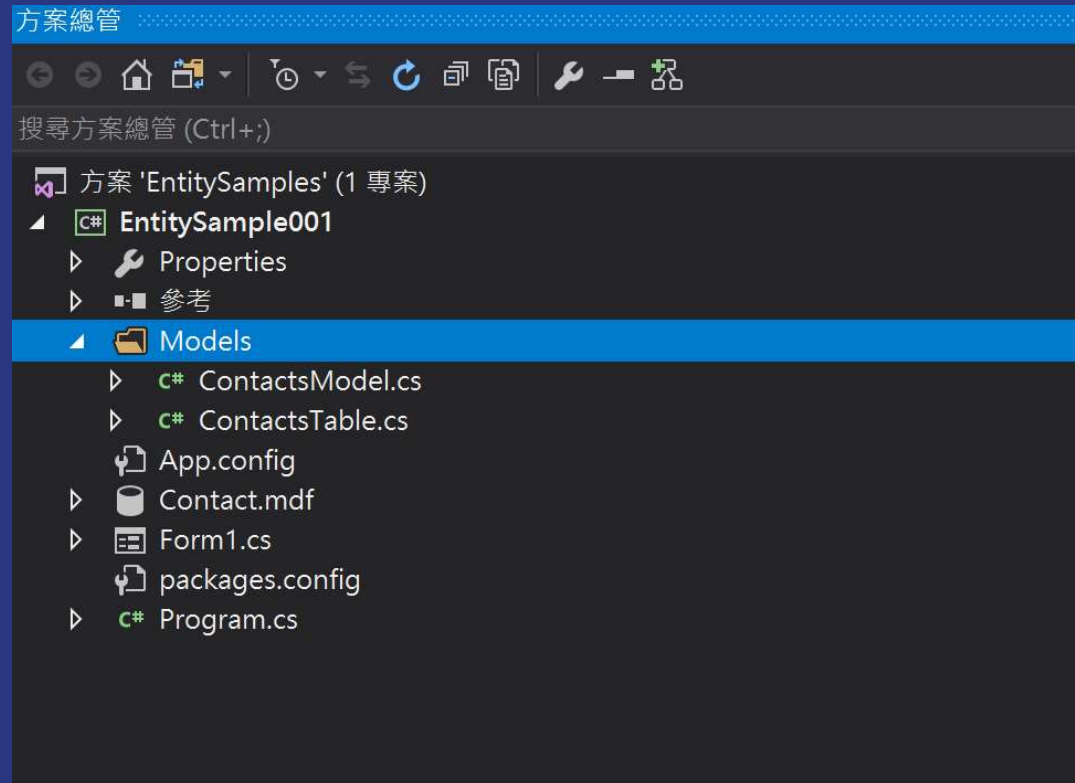 方案總管
搜尋方案總管 (Ctrl+;)
方案 'EntitySamples' (1 專案)
C# EntitySample001
Properties
參考
Models
C# ContactsModel.cs
C# ContactsTable.cs
App.config
Contact.mdf
Form1.cs
packages.config
C# Program.cs